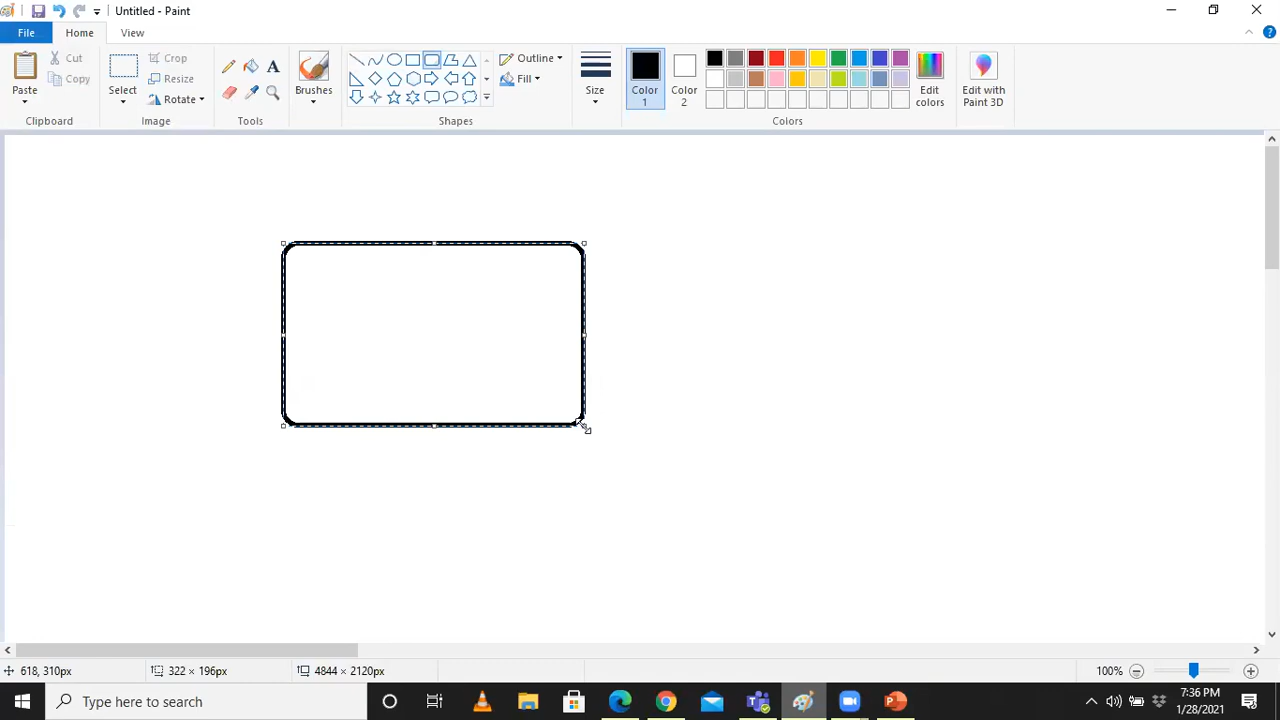 Untitled - Paint
File Home View
Paste
Cut
Copy
Clipboard
Select
Crop
Resize
Rotate
Image
A
Tools
Brushes
Shapes
Outline
Fill
Size
Color 1
Color 2
Edit colors
Colors
Edit with Paint 3D
618, 310px
322 × 196px
4844 × 2120px
100%
Type here to search
7:36 PM
1/28/2021